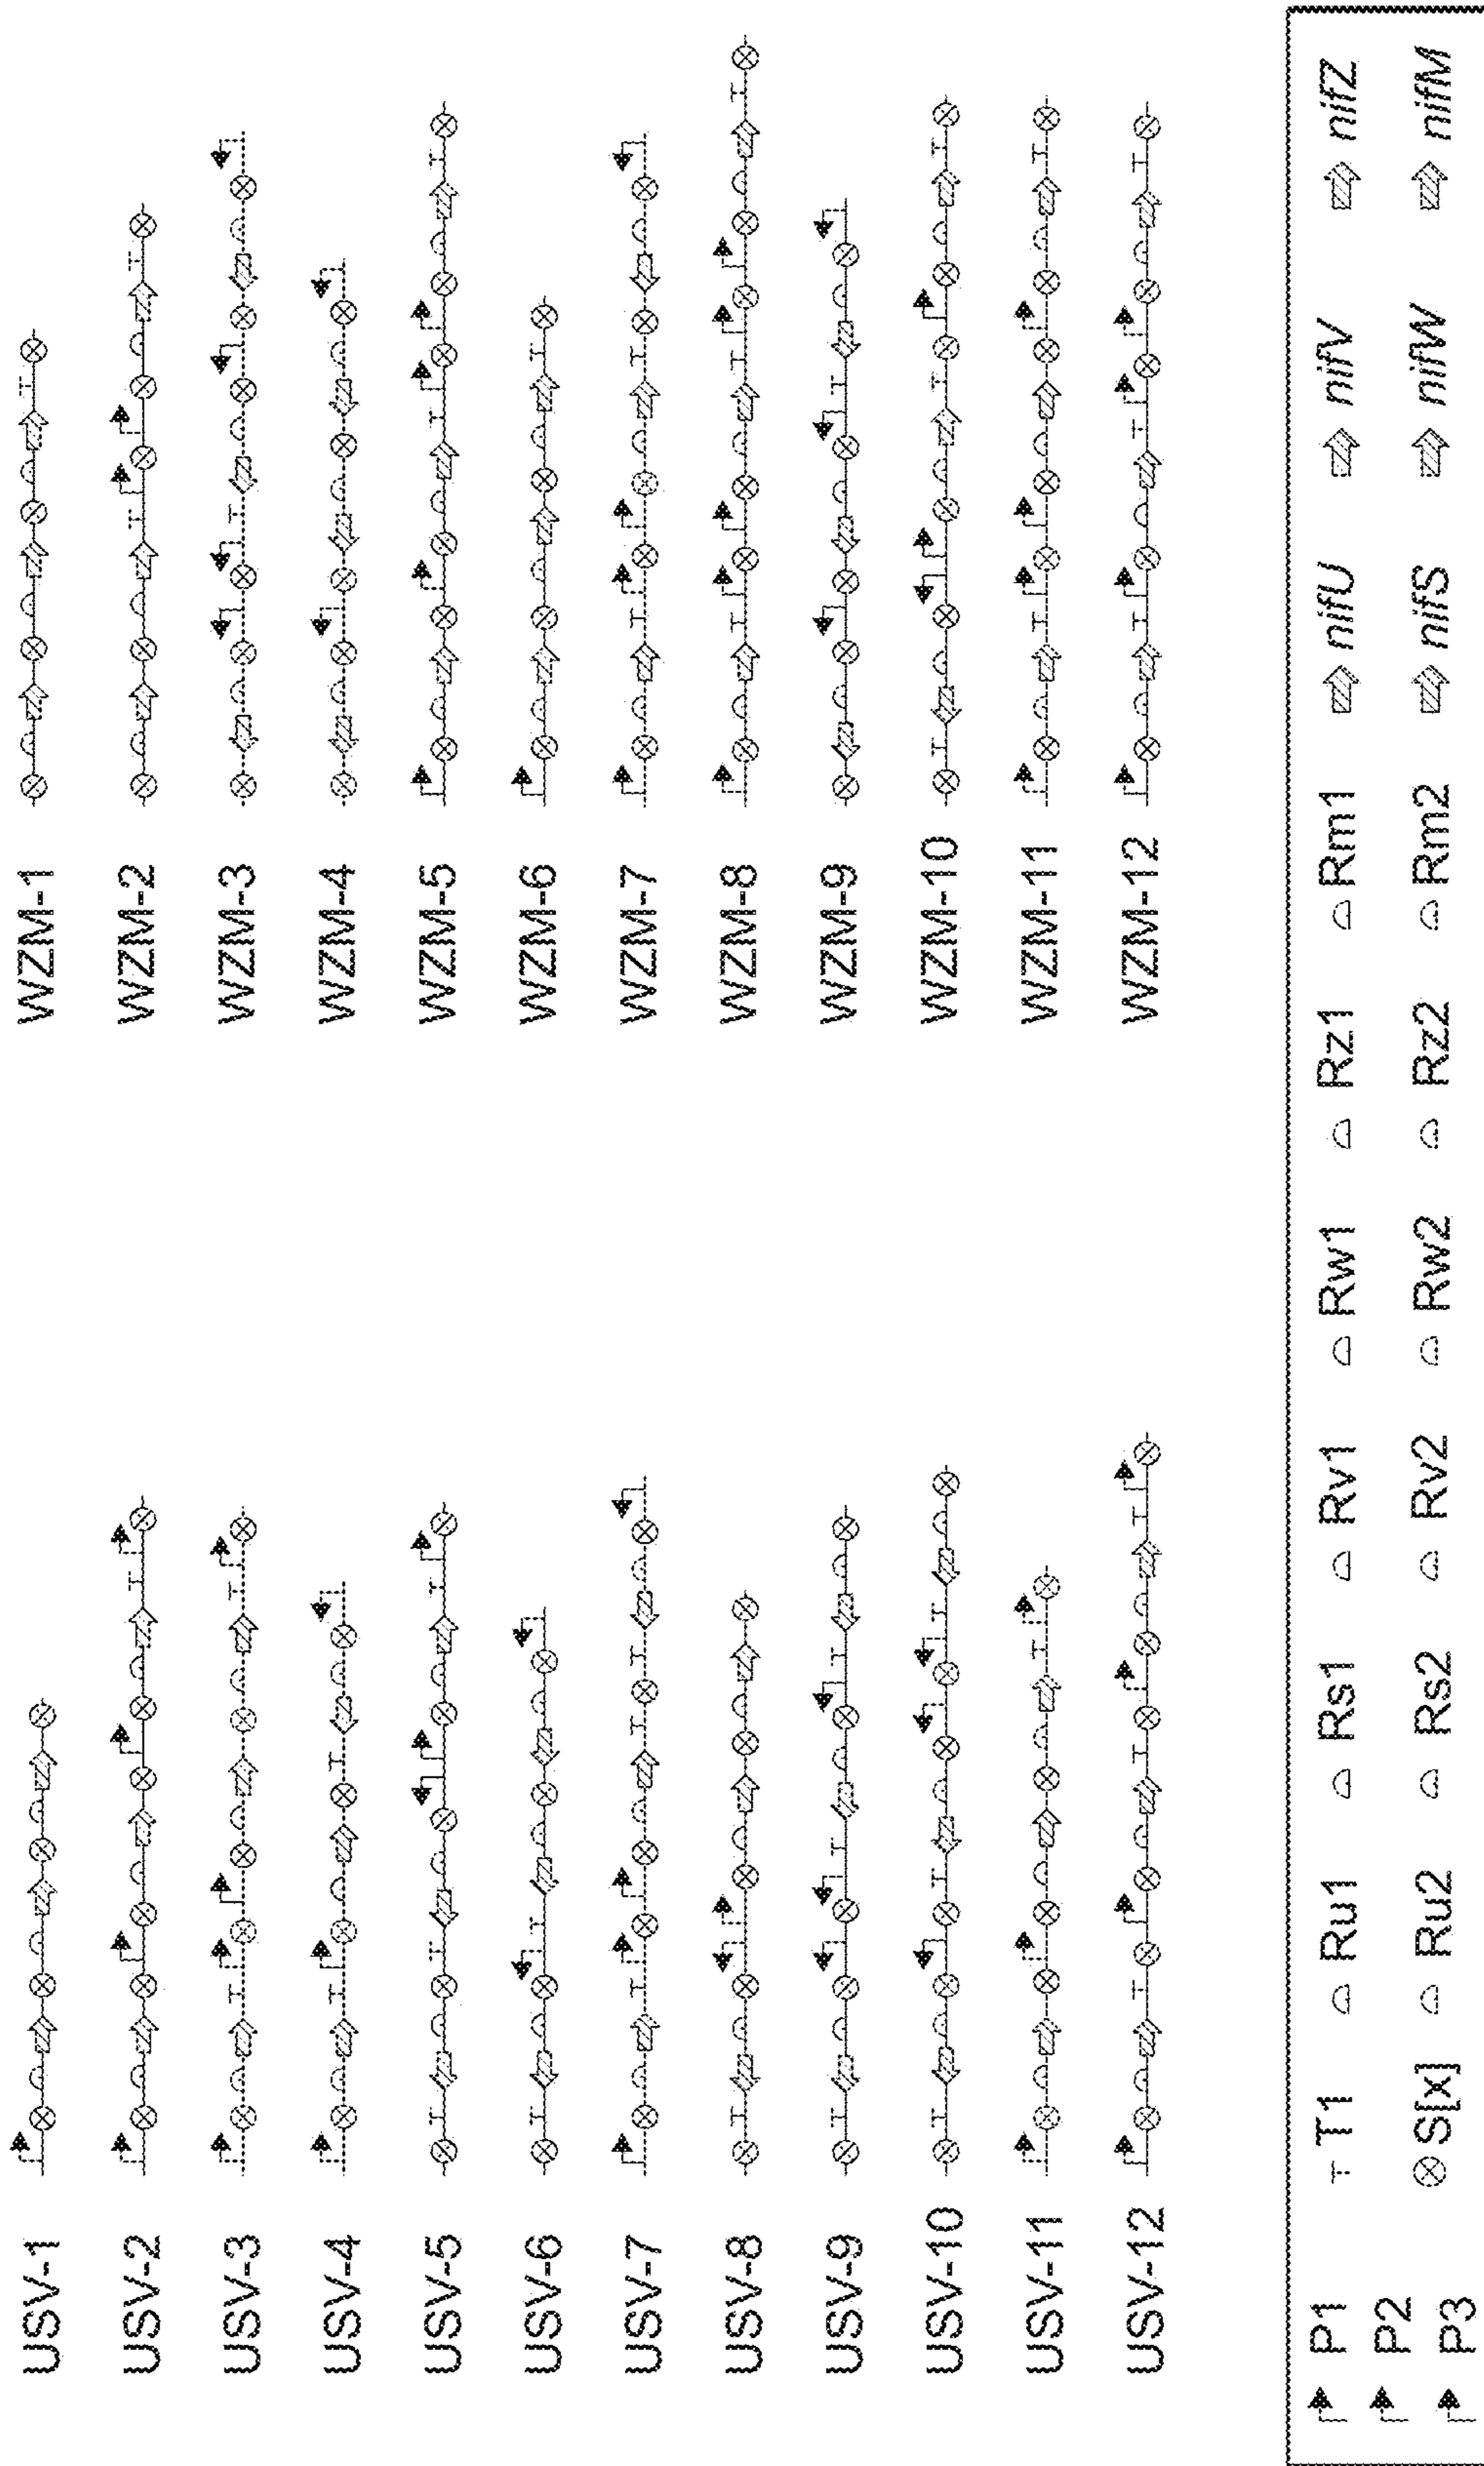 USV-1
USV-2
USV-3
USV-4
USV-5
USV-6
USV-7
USV-8
USV-9
USV-10
USV-11
USV-12
WZM-1
WZM-2
WZM-3
WZM-4
WZM-5
WZM-6
WZM-7
WZM-8
WZM-9
WZM-10
WZM-11
WZM-12
P1 T1 Ru1 Rs1 Rv1 Rw1 Rz1 Rm1 nifU nifV nifZ
P2
P3 S[x] Ru2 Rs2 Rv2 Rw2 Rz2 Rm2 nifS nifW nifM